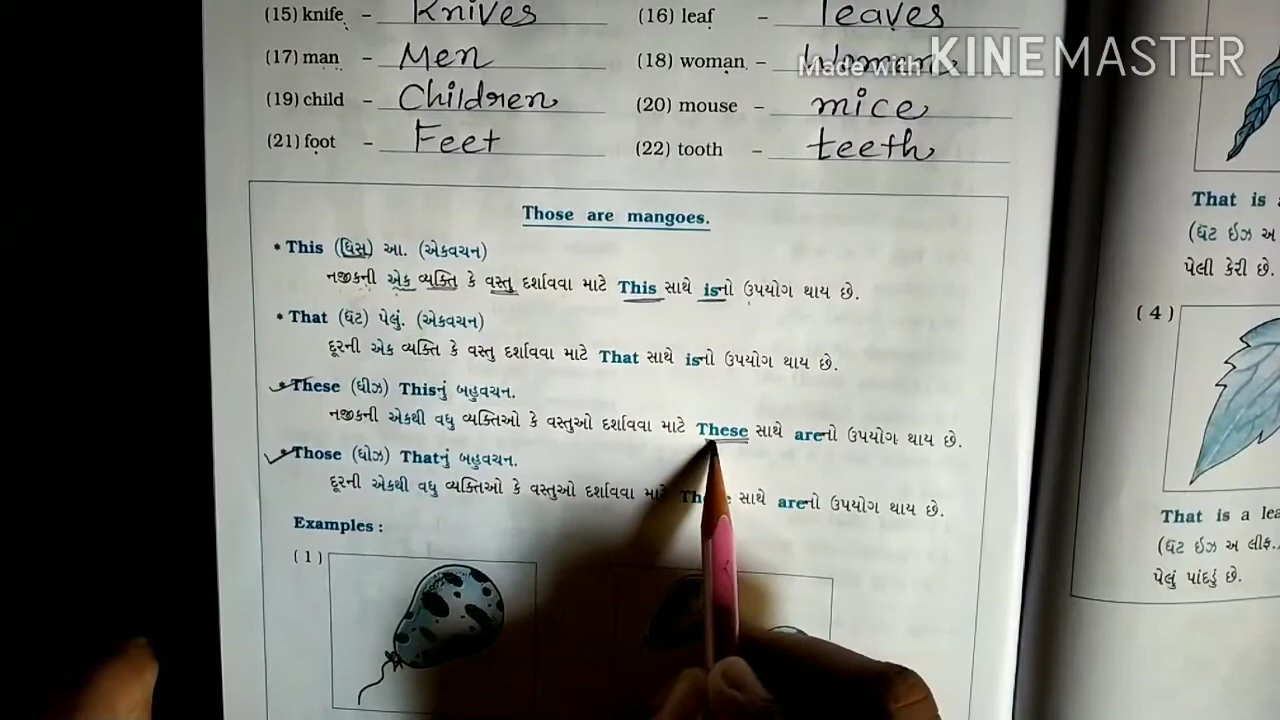 (15) knife - Knives (16) leaf - leaves
Made with KINEMASTER
(17) man - Men (18) woman -
(19) child - Children (20) mouse - mice
(21) foot - Feet (22) tooth - teeth
Those are mangoes.
* This (ધિસ) આ. (એકવચન)
નજીકની એક વ્યક્તિ કે વસ્તુ દર્શાવવા માટે This સાથે isનો ઉપયોગ થાય છે.
* That (ધૅટ) પેલું. (એકવચન)
દૂરની એક વ્યક્તિ કે વસ્તુ દર્શાવવા માટે That સાથે isનો ઉપયોગ થાય છે.
* These (ધીઝ) Thisનું બહુવચન.
નજીકની એકથી વધુ વ્યક્તિઓ કે વસ્તુઓ દર્શાવવા માટે These સાથે areનો ઉપયોગ થાય છે.
* Those (ધોઝ) Thatનું બહુવચન.
દૂરની એકથી વધુ વ્યક્તિઓ કે વસ્તુઓ દર્શાવવા માટે સાથે areનો ઉપયોગ થાય છે.
Examples :
(1)
That is
(ધૅટ ઇઝ અ
પેલી કેરી છે.
(4)
That is a lea
(ધૅટ ઇઝ અ લીફ..
પેલું પાંદડું છે.